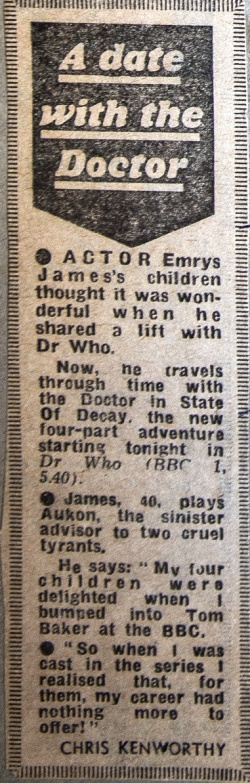 A date
with the
Doctor
● ACTOR Emrys
James's children
thought it was won-
derful when he
shared a lift with
Dr Who.
Now, he travels
through time with
the Doctor in State
Of Decay, the new
four-part adventure
starting tonight in
Dr Who (BBC 1,
5.40).
● James, 40, plays
Aukon, the sinister
advisor to two cruel
tyrants.
He says: "My four
children were
delighted when I
bumped into Tom
Baker at the BBC.
● "So when I was
cast in the series I
realised that, for
them, my career had
nothing more to
offer!"
CHRIS KENWORTHY